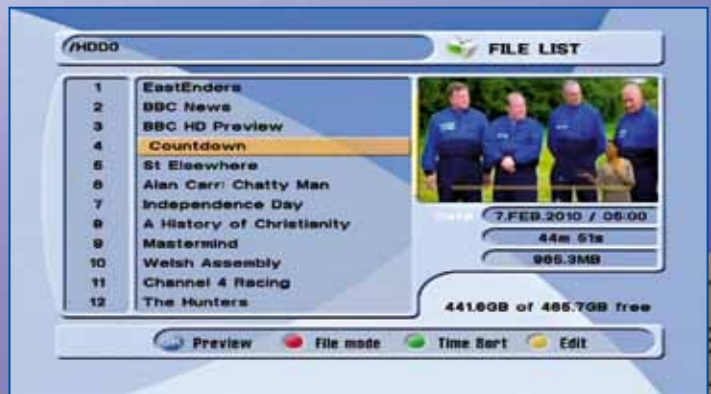 /HDD0
FILE LIST
1 EastEnders
2 BBC News
3 BBC HD Preview
4 Countdown
5 St Elsewhere
6 Alan Carr: Chatty Man
7 Independence Day
8 A History of Christianity
9 Mastermind
10 Welsh Assembly
11 Channel 4 Racing
12 The Hunters
7.FEB.2010 / 05:00
44m 51s
965.3MB
441.6GB of 465.7GB free
Preview File mode Time Sort Edit